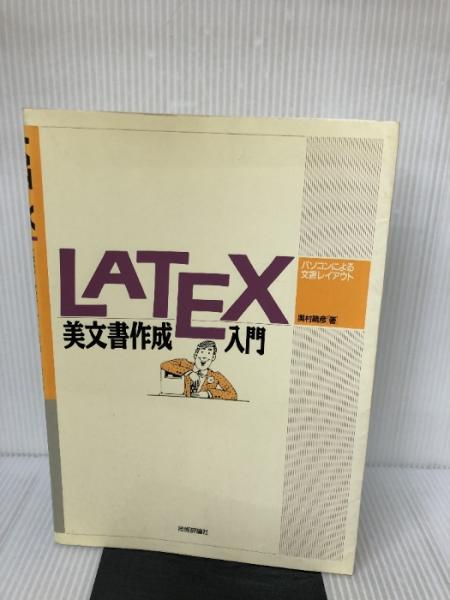 LATEX
美文書作成
入門
パソコンによる
文書レイアウト
奥村晴彦 著
技術評論社